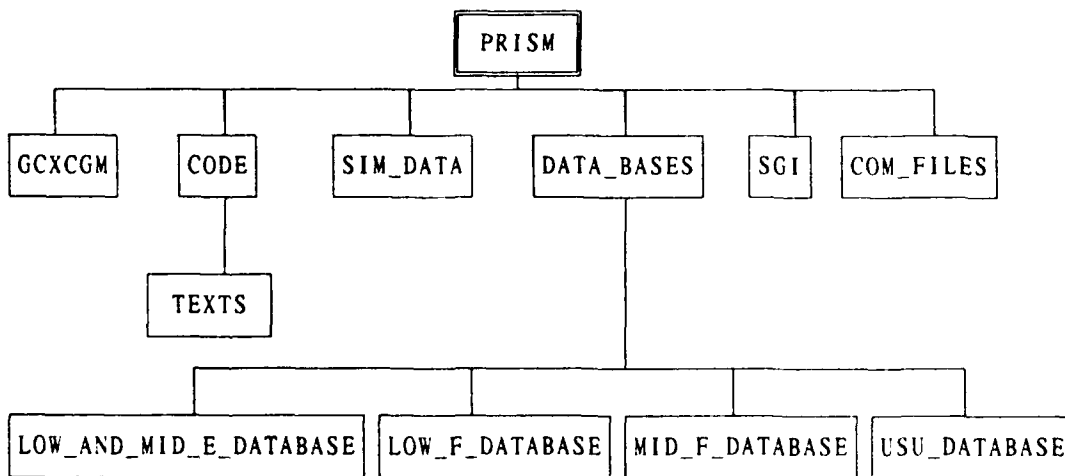 PRISM
GCXCGM CODE SIM_DATA DATA_BASES SGI COM_FILES
TEXTS
LOW_AND_MID_E_DATABASE LOW_F_DATABASE MID_F_DATABASE USU_DATABASE